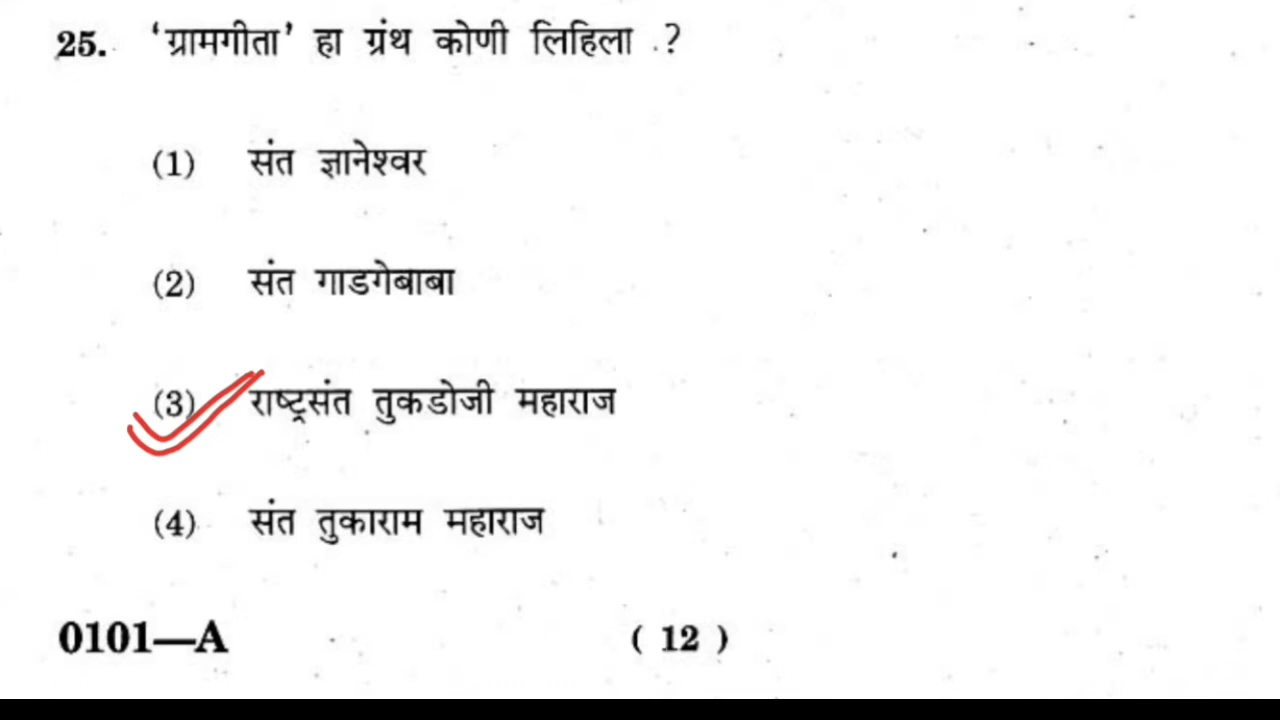 25. ‘ग्रामगीता’ हा ग्रंथ कोणी लिहिला ?
(1) संत ज्ञानेश्वर
(2) संत गाडगेबाबा
(3) राष्ट्रसंत तुकडोजी महाराज
(4) संत तुकाराम महाराज
0101—A ( 12 )